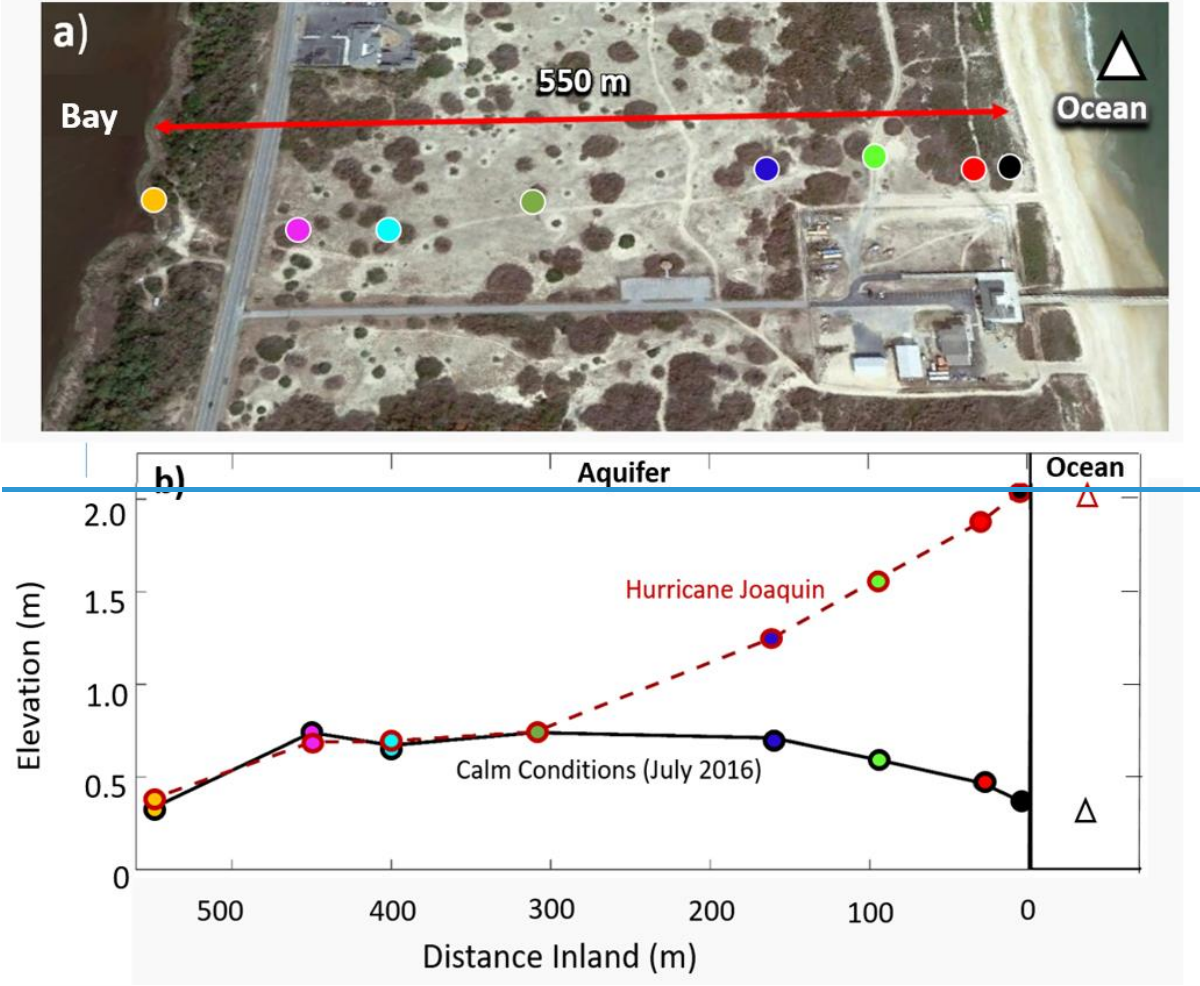 a)
550 m
Bay
Ocean
b)
Aquifer
Ocean
2.0
1.5
1.0
0.5
0
Elevation (m)
Hurricane Joaquin
Calm Conditions (July 2016)
500 400 300 200 100 0
Distance Inland (m)